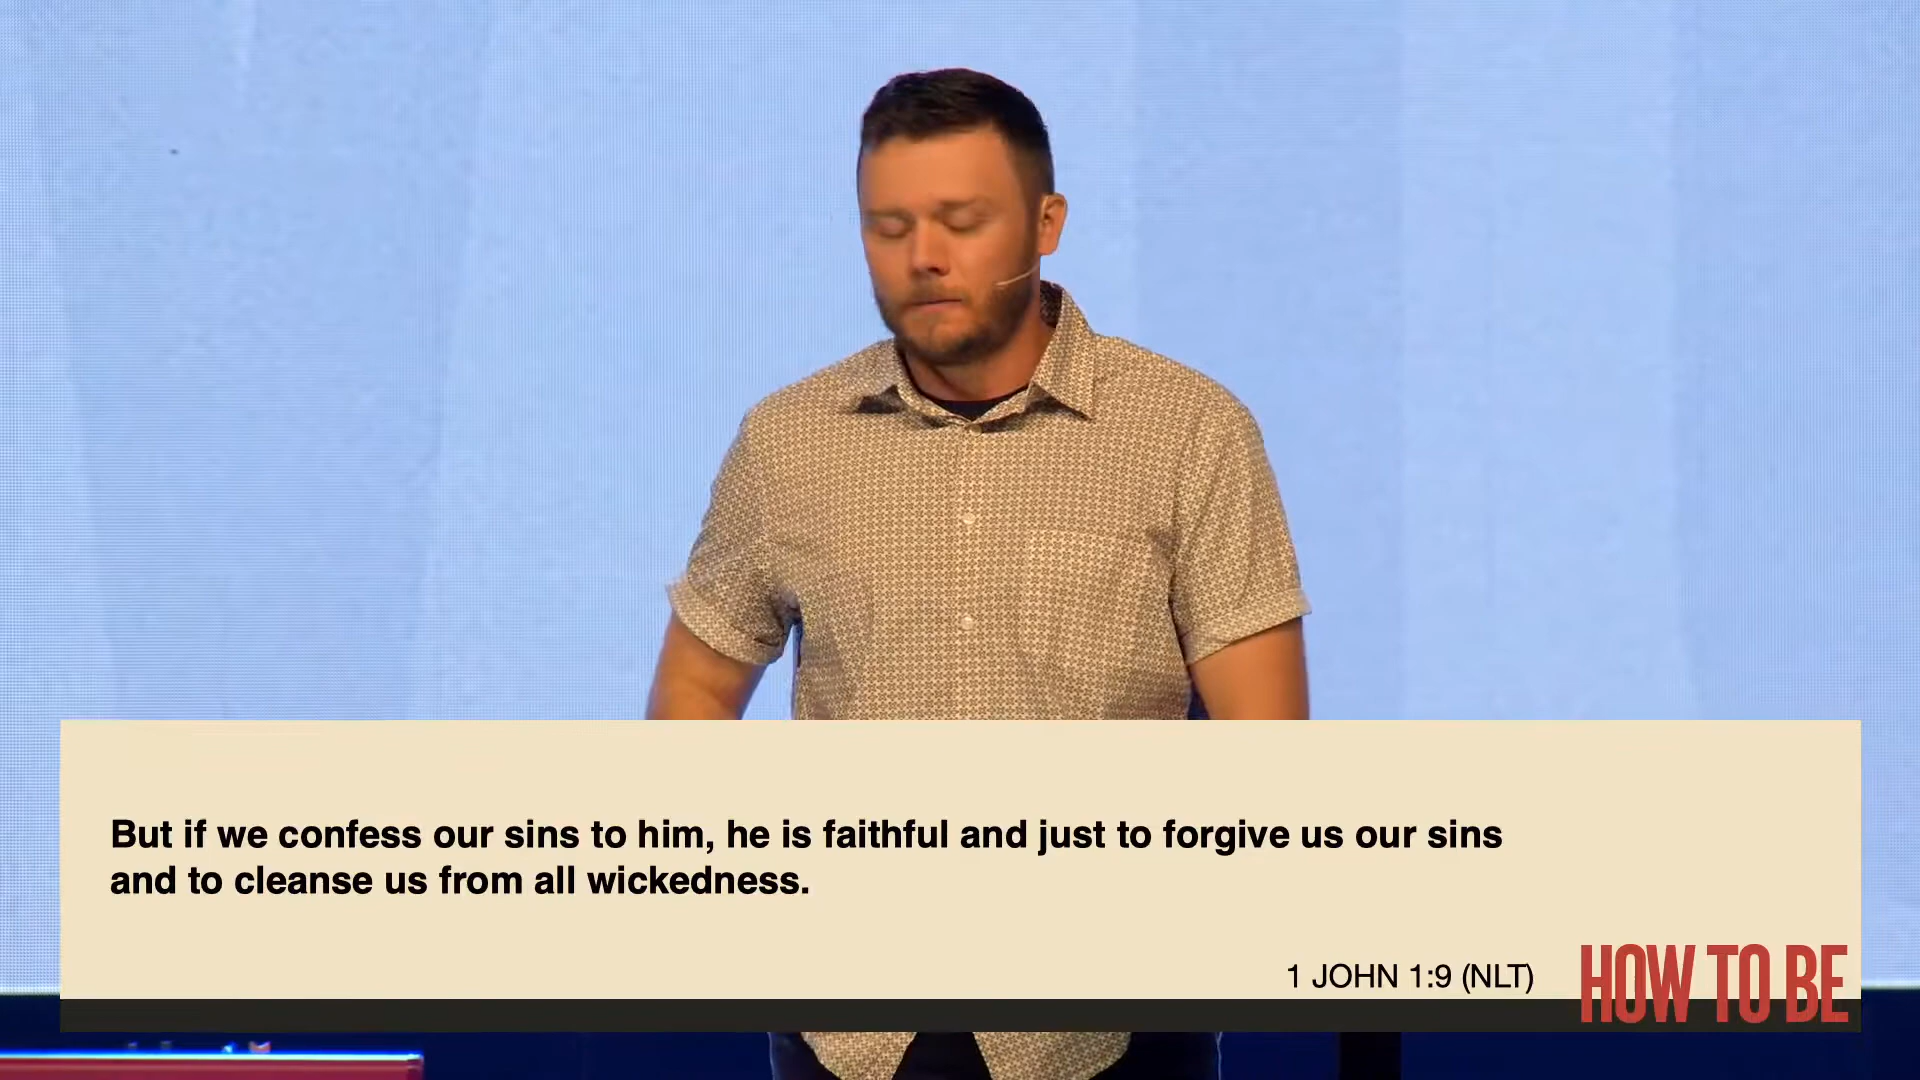 But if we confess our sins to him, he is faithful and just to forgive us our sins
and to cleanse us from all wickedness.
1 JOHN 1:9 (NLT)
HOW TO BE